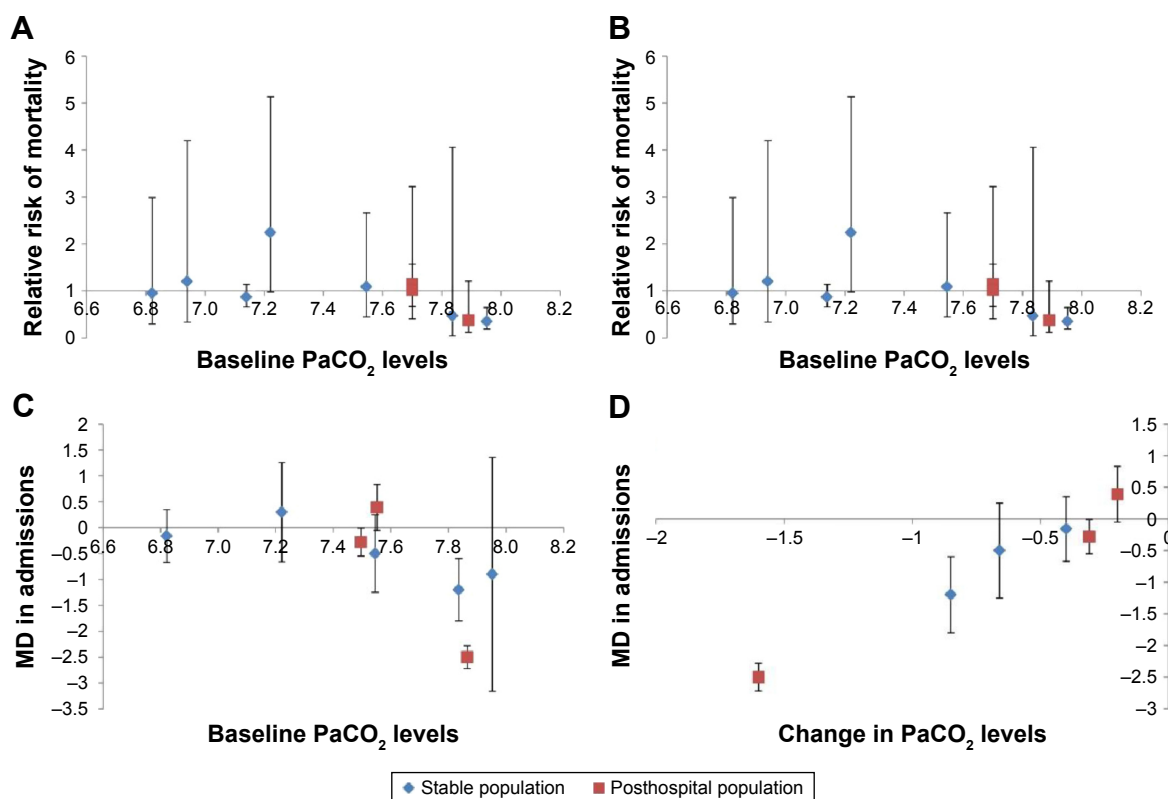 A
Relative risk of mortality
6
5
4
3
2
1
0
6.6 6.8 7.0 7.2 7.4 7.6 7.8 8.0 8.2
Baseline PaCO₂ levels
B
Relative risk of mortality
6
5
4
3
2
1
0
6.6 6.8 7.0 7.2 7.4 7.6 7.8 8.0 8.2
Baseline PaCO₂ levels
C
MD in admissions
2
1.5
1
0.5
0
–0.5
–1
–1.5
–2
–2.5
–3
–3.5
6.6 6.8 7.0 7.2 7.4 7.6 7.8 8.0 8.2
Baseline PaCO₂ levels
D
MD in admissions
1.5
1
0.5
0
–0.5
–1
–1.5
–2
–2.5
–3
–2 –1.5 –1 –0.5 0
Change in PaCO₂ levels
Stable population Posthospital population